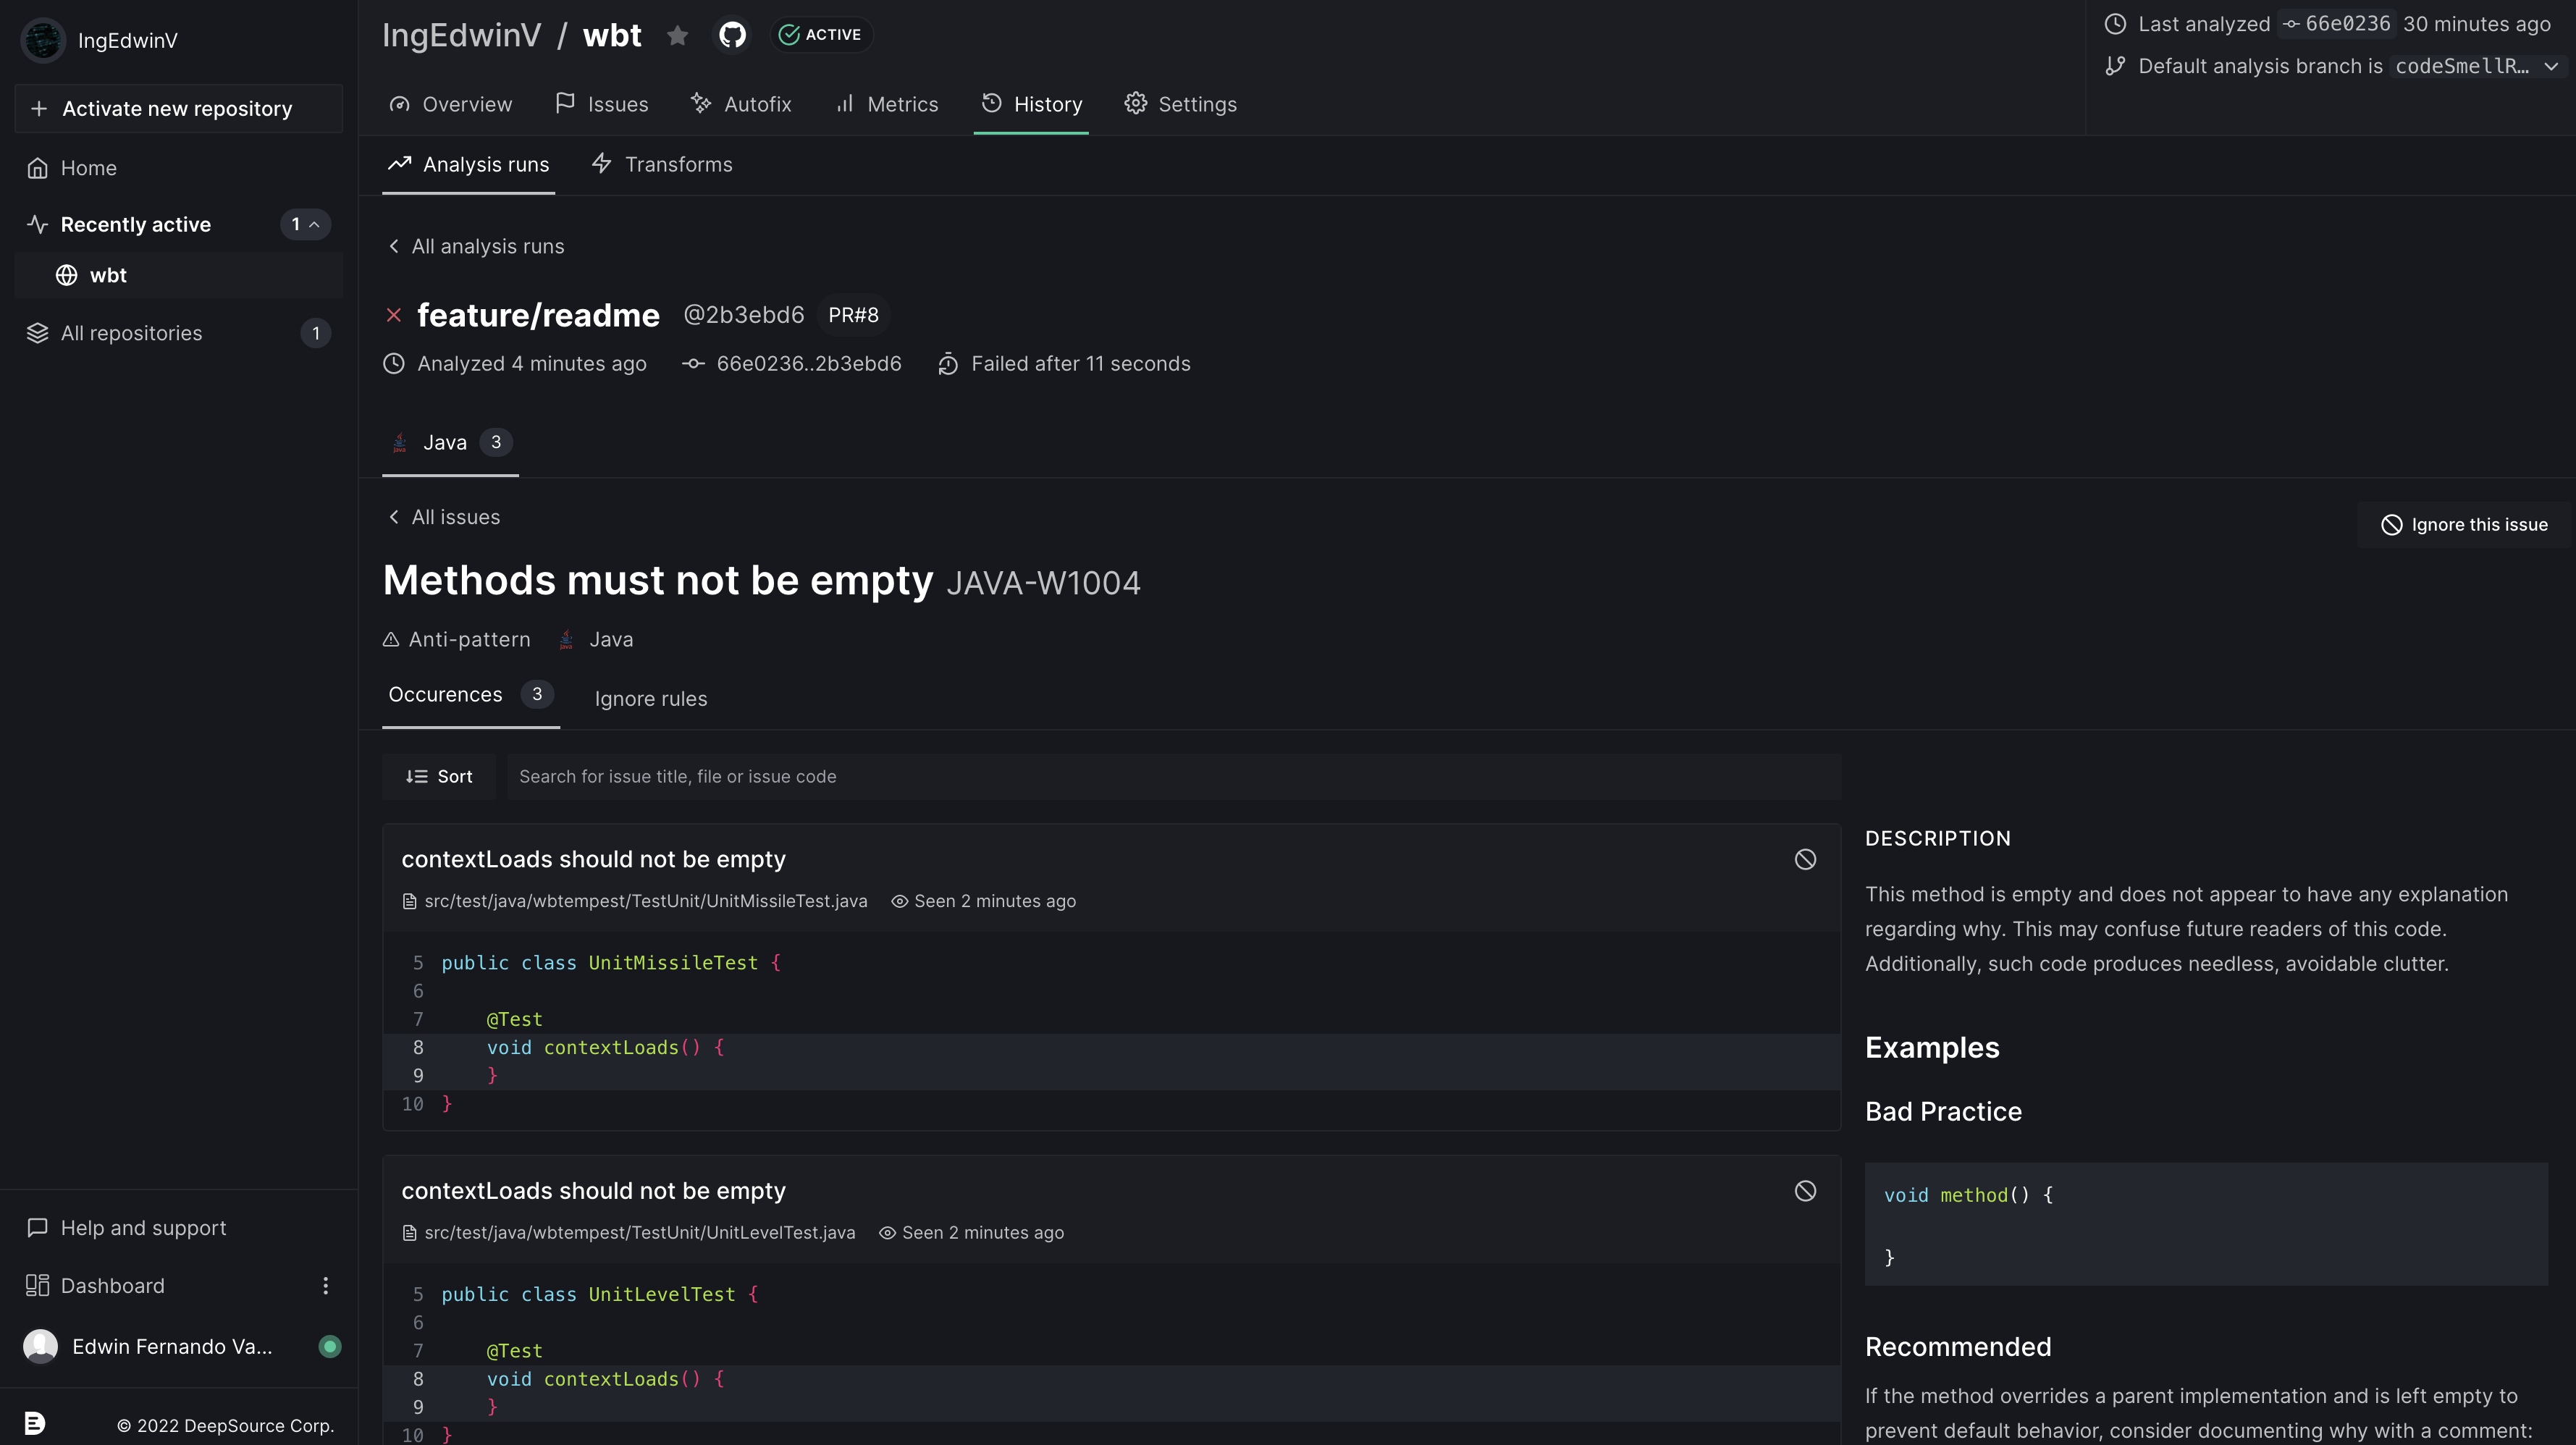 IngEdwinV
Activate new repository
Home
Recently active 1
wbt
All repositories 1
Help and support
Dashboard
Edwin Fernando Va...
© 2022 DeepSource Corp.
IngEdwinV / wbt ACTIVE
Last analyzed 66e0236 30 minutes ago
Default analysis branch is codeSmellR…
Overview Issues Autofix Metrics History Settings
Analysis runs Transforms
All analysis runs
feature/readme @2b3ebd6 PR#8
Analyzed 4 minutes ago 66e0236..2b3ebd6 Failed after 11 seconds
Java 3
All issues
Ignore this issue
Methods must not be empty JAVA-W1004
Anti-pattern Java
Occurences 3 Ignore rules
Sort Search for issue title, file or issue code
contextLoads should not be empty
src/test/java/wbtempest/TestUnit/UnitMissileTest.java Seen 2 minutes ago
5 public class UnitMissileTest {
6
7 @Test
8 void contextLoads() {
9 }
10 }
contextLoads should not be empty
src/test/java/wbtempest/TestUnit/UnitLevelTest.java Seen 2 minutes ago
5 public class UnitLevelTest {
6
7 @Test
8 void contextLoads() {
9 }
10 }
DESCRIPTION
This method is empty and does not appear to have any explanation
regarding why. This may confuse future readers of this code.
Additionally, such code produces needless, avoidable clutter.
Examples
Bad Practice
void method() {
}
Recommended
If the method overrides a parent implementation and is left empty to
prevent default behavior, consider documenting why with a comment: